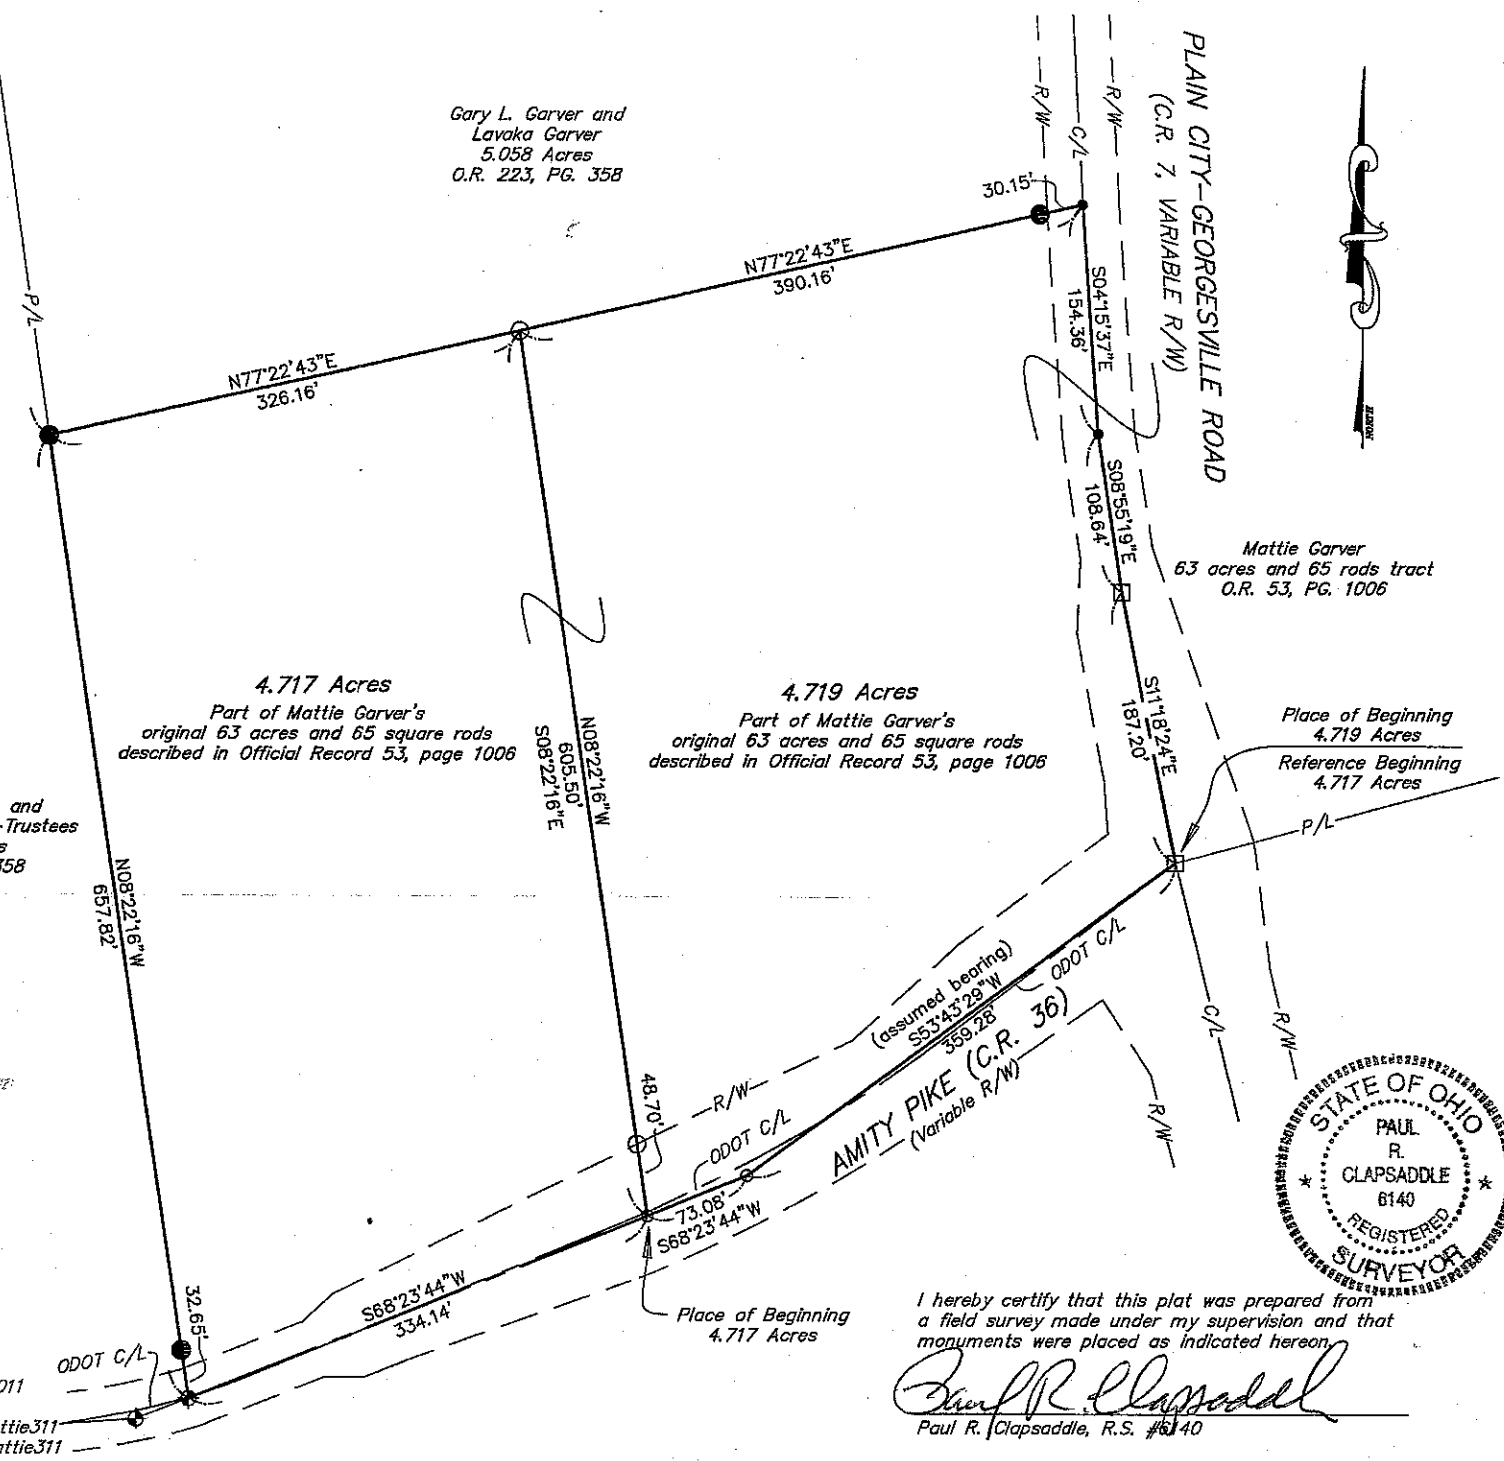 Gary L. Garver and
Lavaka Garver
5.058 Acres
O.R. 223, PG. 358
R/W
C/L
R/W
PLAIN CITY-GEORGESVILLE ROAD
(C.R. 7, VARIABLE R/W)
30.15'
N77°22'43"E
390.16'
N77°22'43"E
326.16'
P/L
S04°15'37"E
154.36'
S08°55'19"E
108.64'
Mattie Garver
63 acres and 65 rods tract
O.R. 53, PG. 1006
4.717 Acres
Part of Mattie Garver's
original 63 acres and 65 square rods
described in Official Record 53, page 1006
4.719 Acres
Part of Mattie Garver's
original 63 acres and 65 square rods
described in Official Record 53, page 1006
N08°22'16"W
605.50'
S08°22'16"E
S11°18'24"E
187.20'
Place of Beginning
4.719 Acres
Reference Beginning
4.717 Acres
P/L
and
-Trustees
s
358
N08°22'16"W
657.82'
(assumed bearing)
S53°43'29"W
359.28'
ODOT C/L
AMITY PIKE (C.R. 36)
(Variable R/W)
C/L
R/W
R/W
48.70'
R/W
ODOT C/L
73.08'
S68°23'44"W
S68°23'44"W
334.14'
32.65'
ODOT C/L
Place of Beginning
4.717 Acres
011
ttie311
attie311
STATE OF OHIO
PAUL
R.
CLAPSADDLE
6140
REGISTERED
SURVEYOR
I hereby certify that this plat was prepared from
a field survey made under my supervision and that
monuments were placed as indicated hereon.
Paul R. Clapsaddle
Paul R. Clapsaddle, R.S. #6140